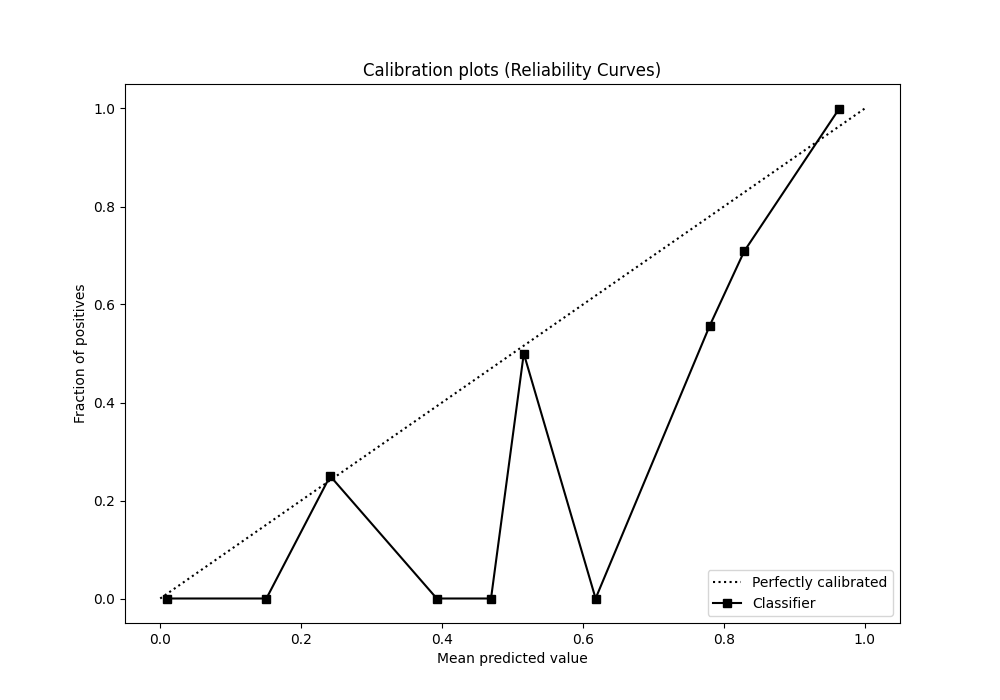 Calibration plots (Reliability Curves)
Fraction of positives
1.0
0.8
0.6
0.4
0.2
0.0
0.0 0.2 0.4 0.6 0.8 1.0
Mean predicted value
Perfectly calibrated
Classifier